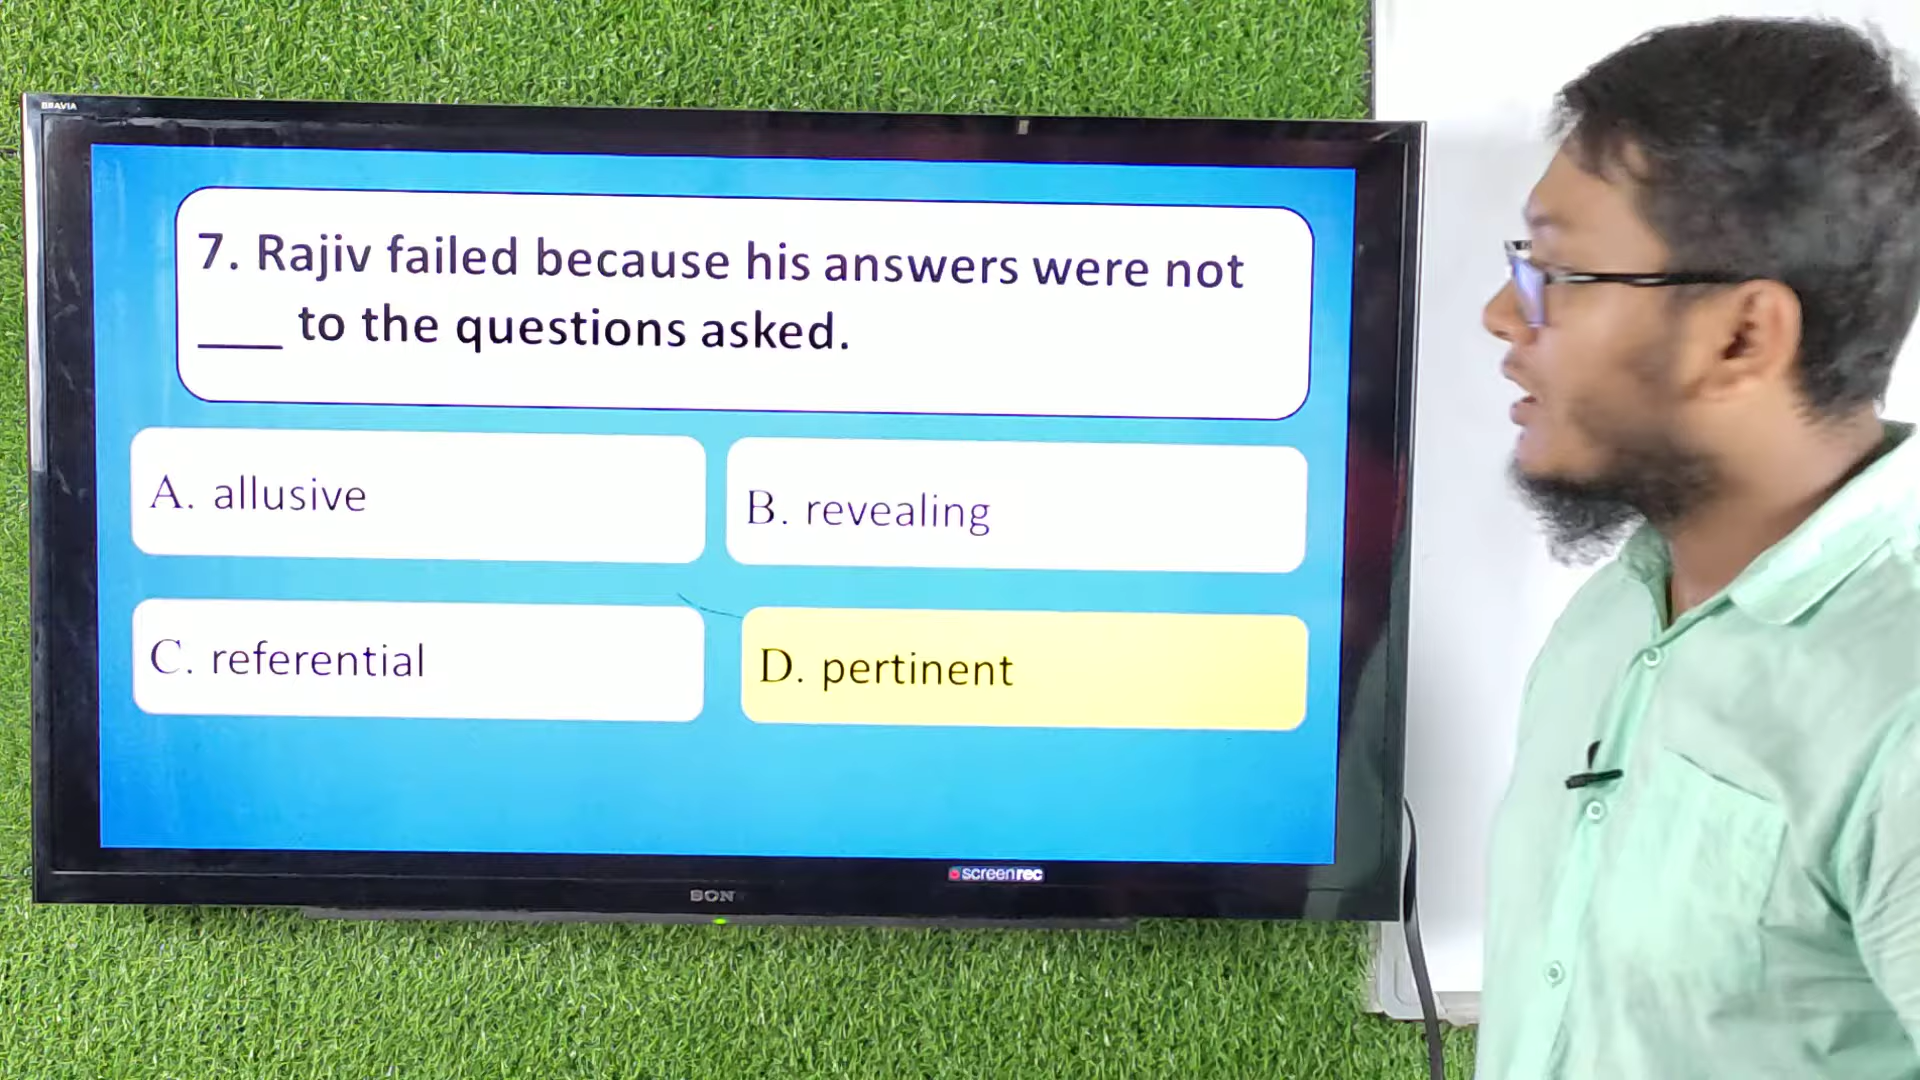 BRAVIA
7. Rajiv failed because his answers were not
____ to the questions asked.
A. allusive
B. revealing
C. referential
D. pertinent
screenrec
SONY